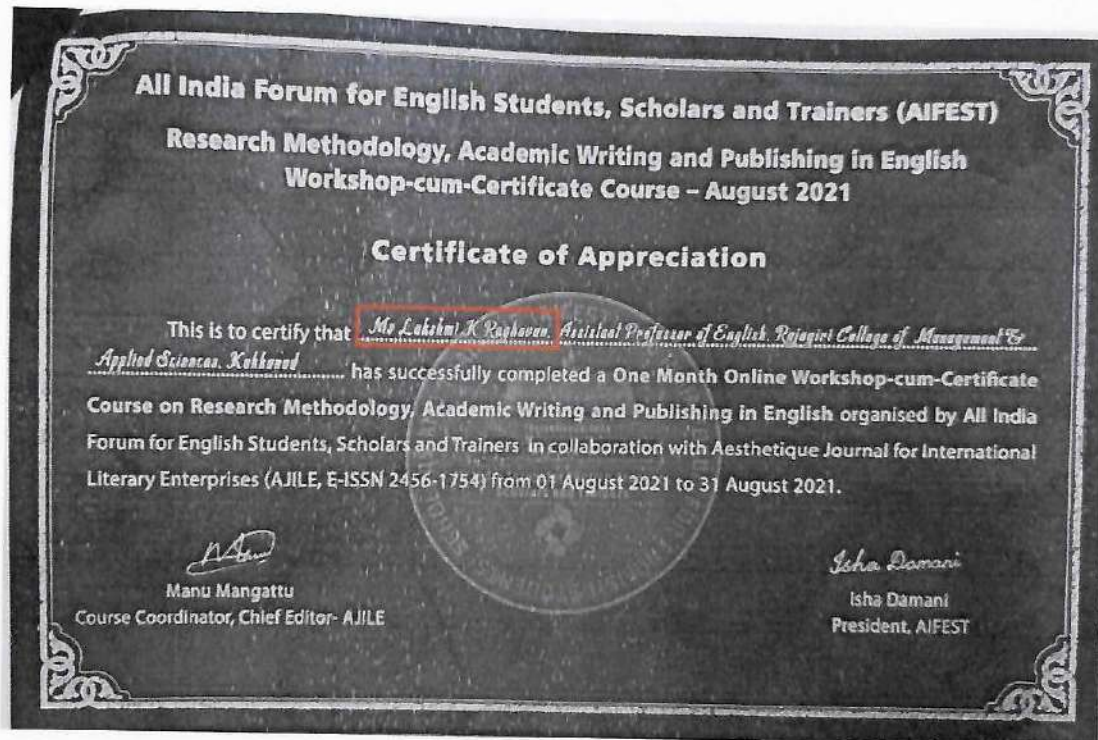 All India Forum for English Students, Scholars and Trainers (AIFEST)
Research Methodology, Academic Writing and Publishing in English
Workshop-cum-Certificate Course – August 2021
Certificate of Appreciation
This is to certify that Ms Lakshmi K Raghavan, Assistant Professor of English, Rajagiri College of Management &
Applied Sciences, Kakkanad has successfully completed a One Month Online Workshop-cum-Certificate
Course on Research Methodology, Academic Writing and Publishing in English organised by All India
Forum for English Students, Scholars and Trainers in collaboration with Aesthetique Journal for International
Literary Enterprises (AJILE, E-ISSN 2456-1754) from 01 August 2021 to 31 August 2021.
Manu Mangattu
Course Coordinator, Chief Editor- AJILE
Isha Damani
Isha Damani
President, AIFEST